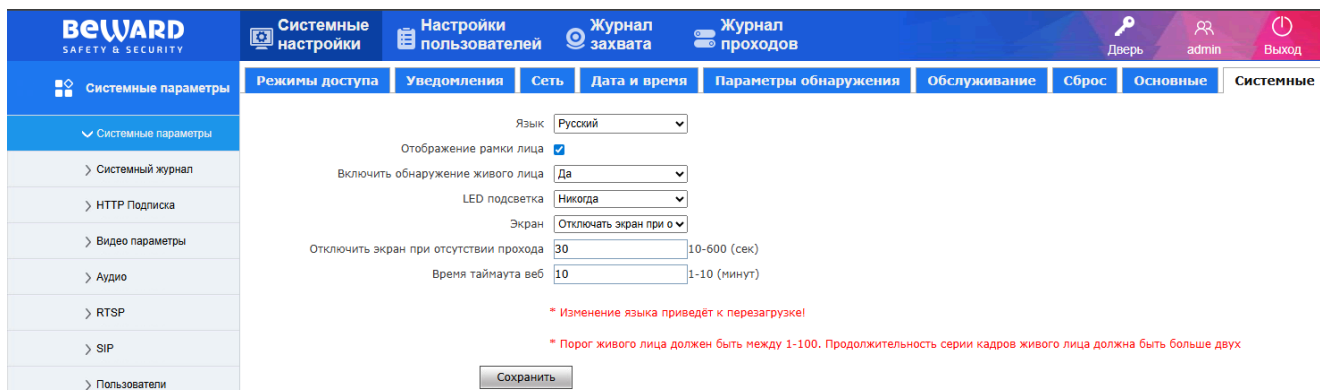 BEWARD
SAFETY & SECURITY
Системные настройки
Настройки пользователей
Журнал захвата
Журнал проходов
Дверь
admin
Выход
Системные параметры
Режимы доступа
Уведомления
Сеть
Дата и время
Параметры обнаружения
Обслуживание
Сброс
Основные
Системные
Системные параметры
Системный журнал
HTTP Подписка
Видео параметры
Аудио
RTSP
SIP
Пользователи
Язык Русский
Отображение рамки лица
Включить обнаружение живого лица Да
LED подсветка Никогда
Экран Отключать экран при о
Отключить экран при отсутствии прохода 30 10-600 (сек)
Время таймаута веб 10 1-10 (минут)
* Изменение языка приведёт к перезагрузке!
* Порог живого лица должен быть между 1-100. Продолжительность серии кадров живого лица должна быть больше двух
Сохранить